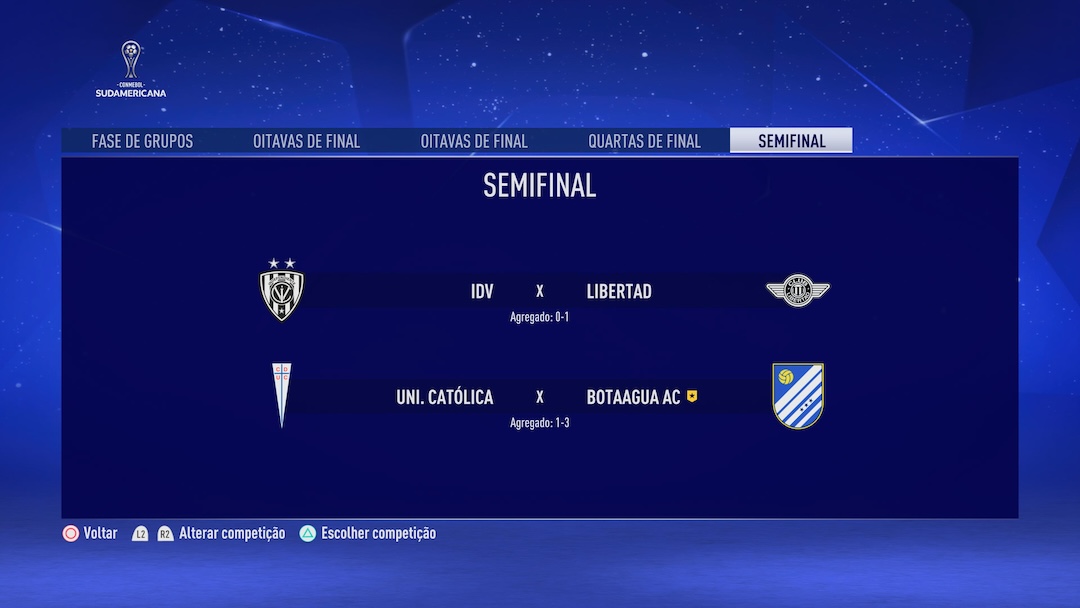 -CONMEBOL-
SUDAMERICANA
FASE DE GRUPOS OITAVAS DE FINAL OITAVAS DE FINAL QUARTAS DE FINAL SEMIFINAL
SEMIFINAL
IDV X LIBERTAD
Agregado: 0-1
UNI. CATÓLICA X BOTAAGUA AC
Agregado: 1-3
Voltar L2 R2 Alterar competição Escolher competição